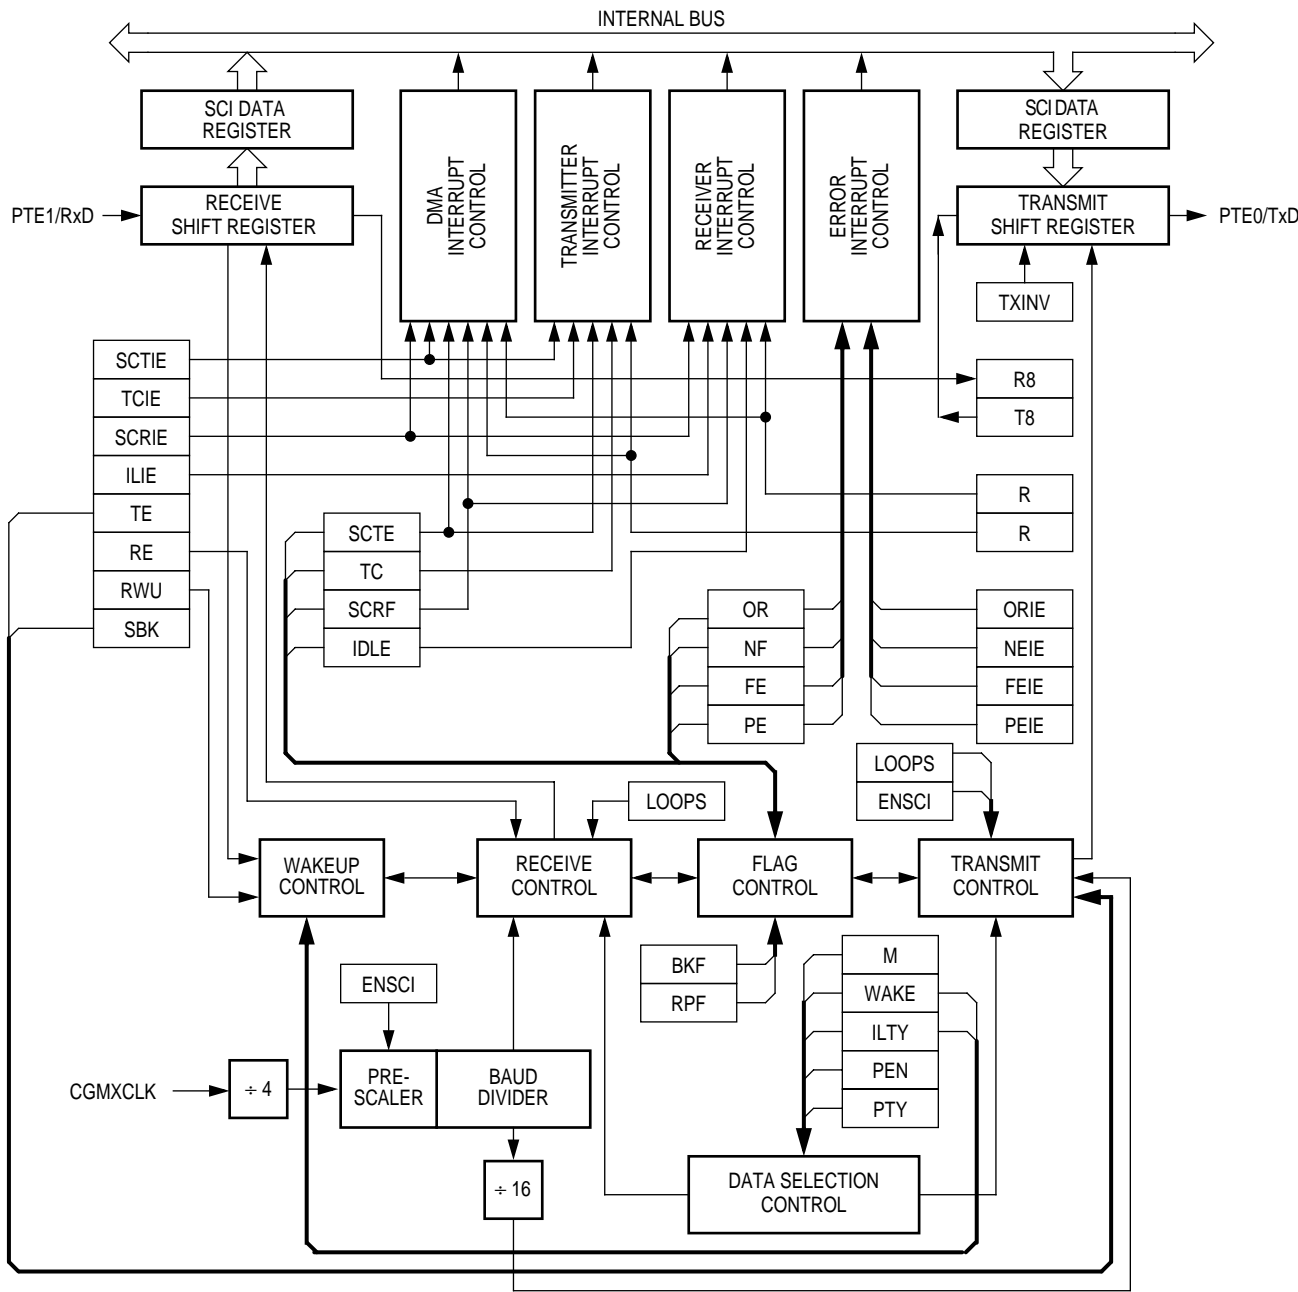 INTERNAL BUS
SCI DATA
REGISTER
SCI DATA
REGISTER
DMA
INTERRUPT
CONTROL
TRANSMITTER
INTERRUPT
CONTROL
RECEIVER
INTERRUPT
CONTROL
ERROR
INTERRUPT
CONTROL
PTE1/RxD
RECEIVE
SHIFT REGISTER
TRANSMIT
SHIFT REGISTER
PTE0/TxD
TXINV
SCTIE
TCIE
SCRIE
ILIE
TE
RE
RWU
SBK
R8
T8
R
R
SCTE
TC
SCRF
IDLE
OR
NF
FE
PE
ORIE
NEIE
FEIE
PEIE
LOOPS
LOOPS
ENSCI
WAKEUP
CONTROL
RECEIVE
CONTROL
FLAG
CONTROL
TRANSMIT
CONTROL
BKF
RPF
M
WAKE
ILTY
PEN
PTY
ENSCI
CGMXCLK
÷ 4
PRE-
SCALER
BAUD
DIVIDER
÷ 16
DATA SELECTION
CONTROL